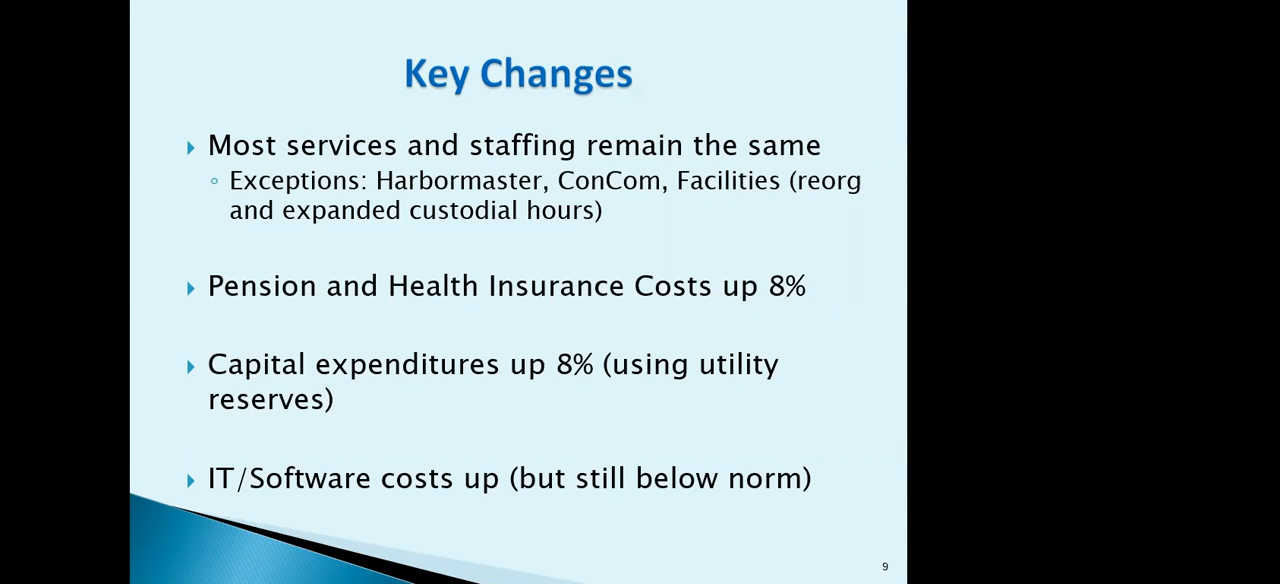 Key Changes
Most services and staffing remain the same
Exceptions: Harbormaster, ConCom, Facilities (reorg
and expanded custodial hours)
Pension and Health Insurance Costs up 8%
Capital expenditures up 8% (using utility
reserves)
IT/Software costs up (but still below norm)
9